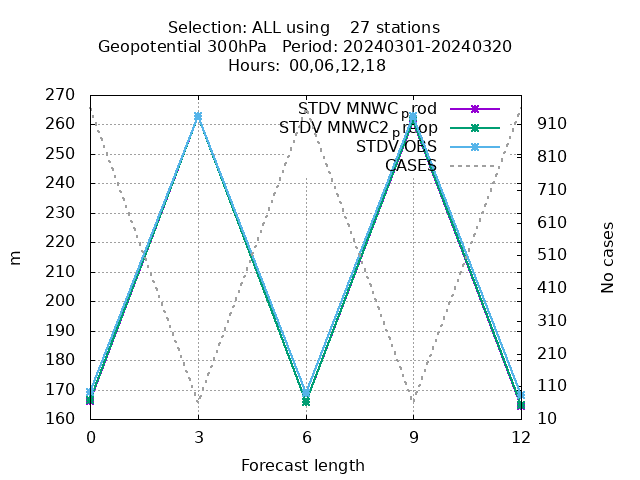 Selection: ALL using 27 stations
Geopotential 300hPa Period: 20240301-20240320
Hours: 00,06,12,18
STDV MNWC_prod
STDV MNWC2_preop
STDV OBS
CASES
270
260
250
240
230
220
210
200
190
180
170
160
910
810
710
610
510
410
310
210
110
10
m
No cases
0 3 6 9 12
Forecast length